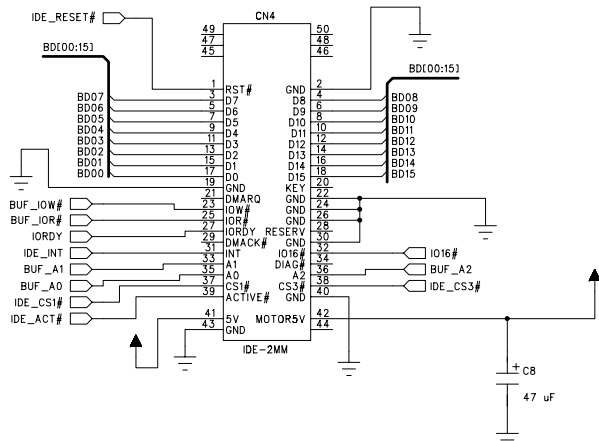 CN4
IDE_RESET#
49 50
47 48
45 46
BD[00:15] BD[00:15]
1 RST# GND 2
BD07 3 D7 D8 4 BD08
BD06 5 D6 D9 6 BD09
BD05 7 D5 D10 8 BD10
BD04 9 D4 D11 10 BD11
BD03 11 D3 D12 12 BD12
BD02 13 D2 D13 14 BD13
BD01 15 D1 D14 16 BD14
BD00 17 D0 D15 18 BD15
19 GND KEY 20
21 DMARQ GND 22
BUF_IOW# 23 IOW# GND 24
BUF_IOR# 25 IOR# GND 26
IORDY 27 IORDY RESERV 28
29 DMACK# GND 30
IDE_INT 31 INT IO16# 32 IO16#
BUF_A1 33 A1 DIAG# 34
BUF_A0 35 A0 A2 36 BUF_A2
IDE_CS1# 37 CS1# CS3# 38 IDE_CS3#
IDE_ACT# 39 ACTIVE# GND 40
41 5V MOTOR5V 42
43 GND 44
IDE-2MM
+ C8
47 uF